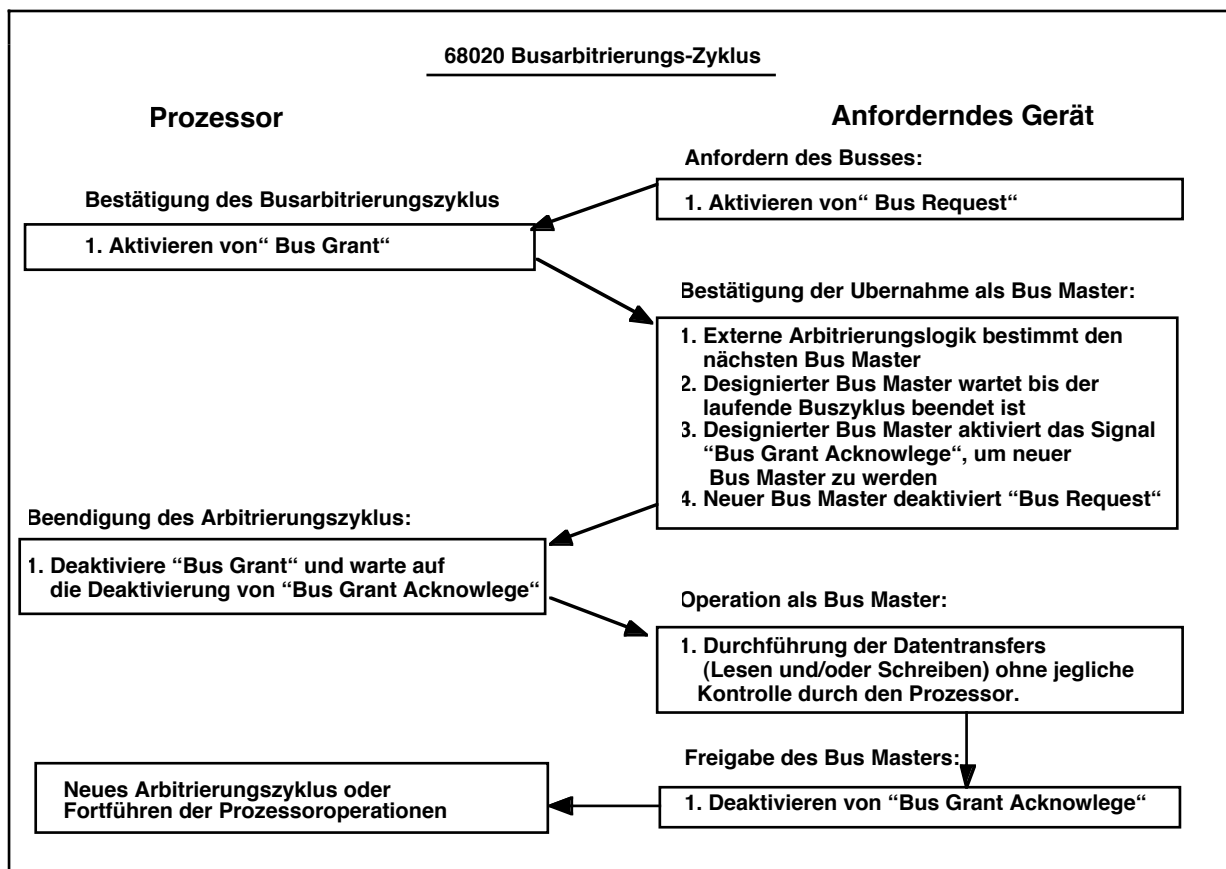 68020 Busarbitrierungs-Zyklus
Prozessor
Anforderndes Gerät
Anfordern des Busses:
1. Aktivieren von“ Bus Request“
Bestätigung des Busarbitrierungszyklus
1. Aktivieren von“ Bus Grant“
Bestätigung der Ubernahme als Bus Master:
1. Externe Arbitrierungslogik bestimmt den
nächsten Bus Master
2. Designierter Bus Master wartet bis der
laufende Buszyklus beendet ist
3. Designierter Bus Master aktiviert das Signal
“Bus Grant Acknowlege“, um neuer
Bus Master zu werden
4. Neuer Bus Master deaktiviert “Bus Request“
Beendigung des Arbitrierungszyklus:
1. Deaktiviere “Bus Grant“ und warte auf
die Deaktivierung von “Bus Grant Acknowlege“
Operation als Bus Master:
1. Durchführung der Datentransfers
(Lesen und/oder Schreiben) ohne jegliche
Kontrolle durch den Prozessor.
Freigabe des Bus Masters:
1. Deaktivieren von “Bus Grant Acknowlege“
Neues Arbitrierungszyklus oder
Fortführen der Prozessoroperationen